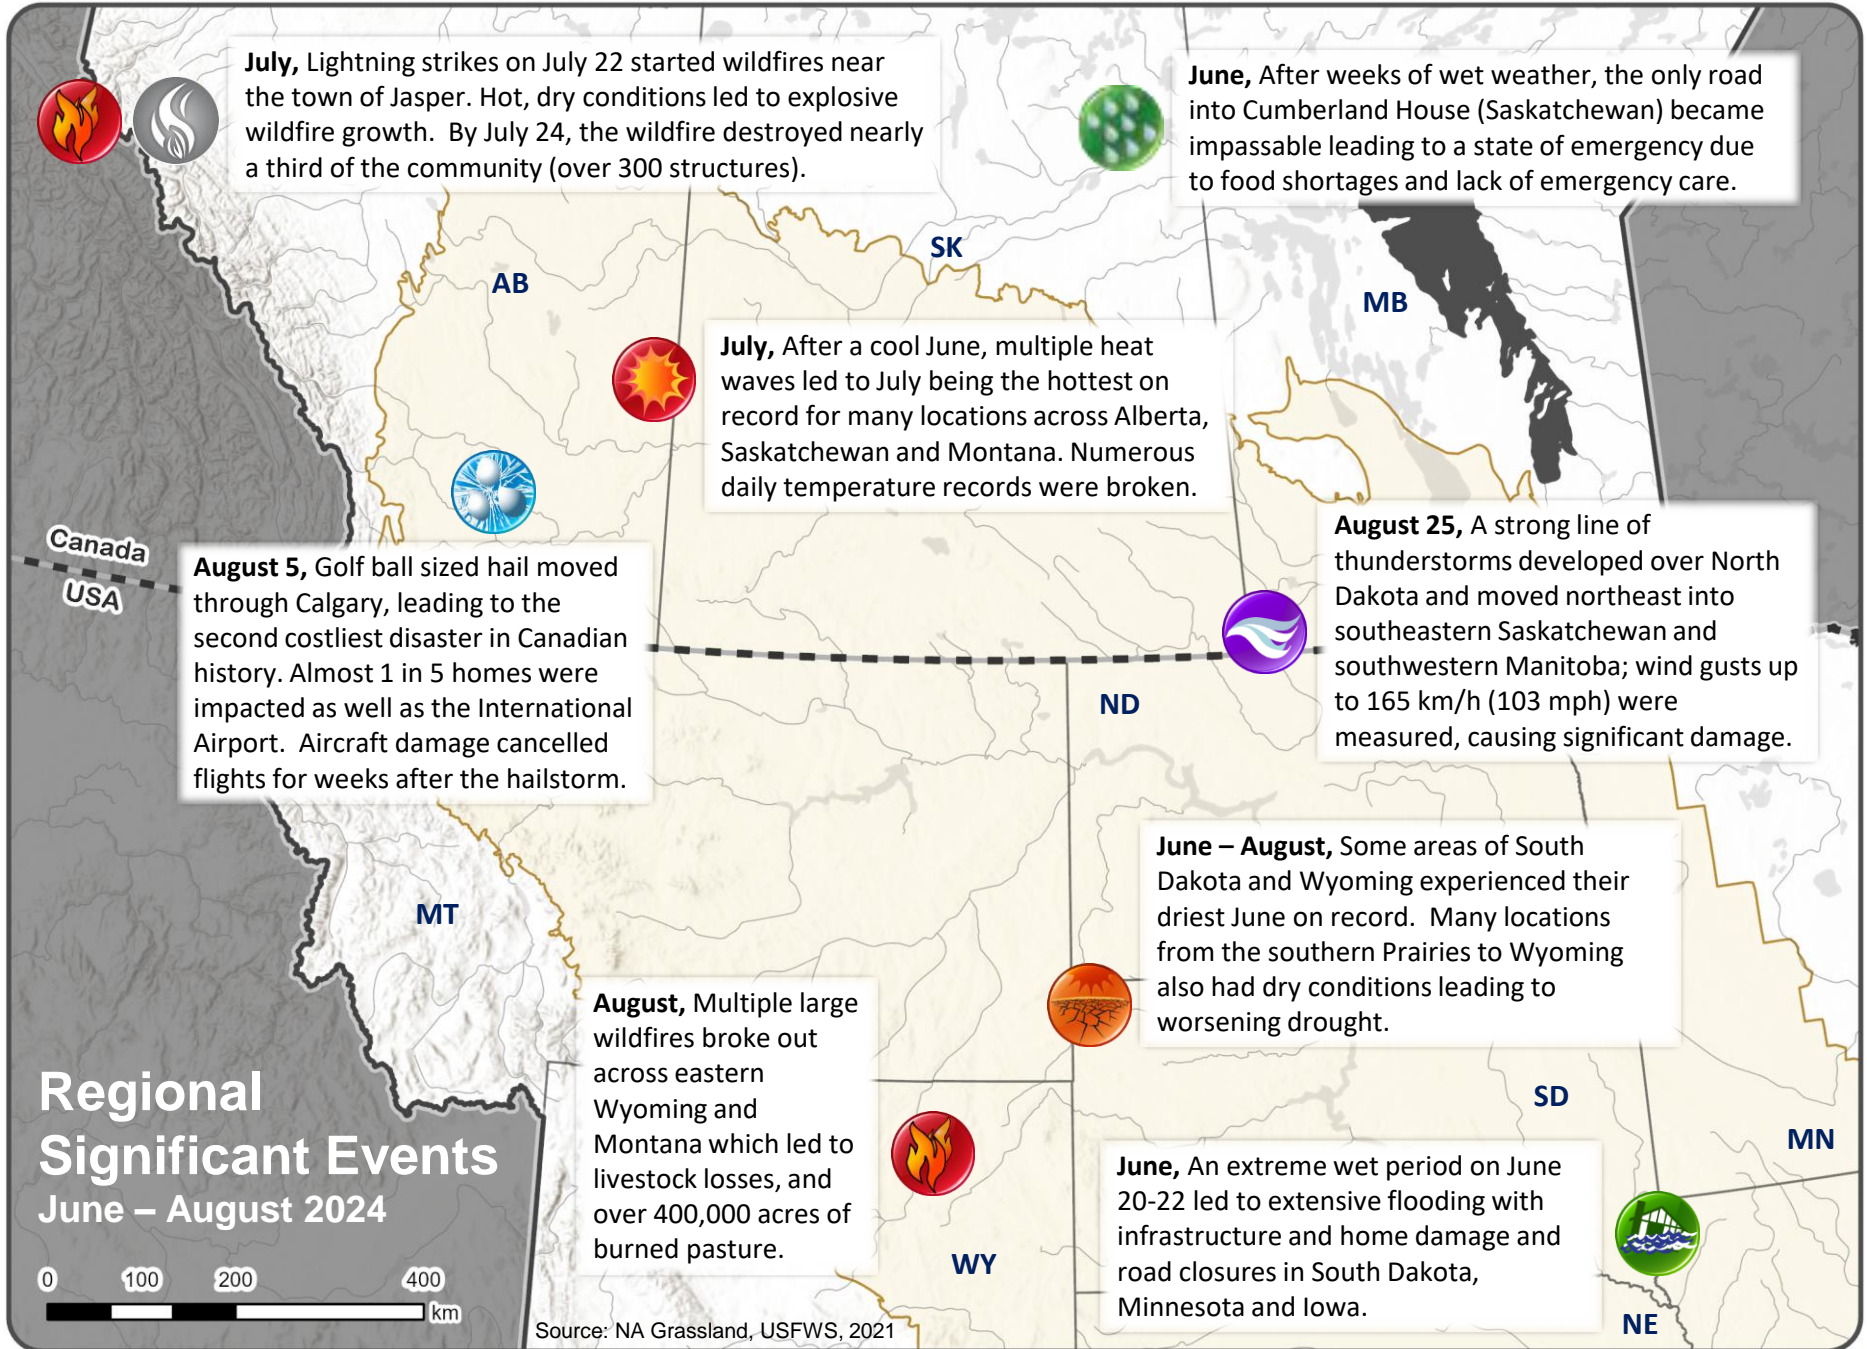 July, Lightning strikes on July 22 started wildfires near
the town of Jasper. Hot, dry conditions led to explosive
wildfire growth.  By July 24, the wildfire destroyed nearly
a third of the community (over 300 structures).
June, After weeks of wet weather, the only road
into Cumberland House (Saskatchewan) became
impassable leading to a state of emergency due
to food shortages and lack of emergency care.
SK
AB
MB
July, After a cool June, multiple heat
waves led to July being the hottest on
record for many locations across Alberta,
Saskatchewan and Montana. Numerous
daily temperature records were broken.
Canada
USA
August 5, Golf ball sized hail moved
through Calgary, leading to the
second costliest disaster in Canadian
history. Almost 1 in 5 homes were
impacted as well as the International
Airport.  Aircraft damage cancelled
flights for weeks after the hailstorm.
August 25, A strong line of
thunderstorms developed over North
Dakota and moved northeast into
southeastern Saskatchewan and
southwestern Manitoba; wind gusts up
to 165 km/h (103 mph) were
measured, causing significant damage.
ND
MT
June – August, Some areas of South
Dakota and Wyoming experienced their
driest June on record.  Many locations
from the southern Prairies to Wyoming
also had dry conditions leading to
worsening drought.
August, Multiple large
wildfires broke out
across eastern
Wyoming and
Montana which led to
livestock losses, and
over 400,000 acres of
burned pasture.
SD
MN
WY
June, An extreme wet period on June
20-22 led to extensive flooding with
infrastructure and home damage and
road closures in South Dakota,
Minnesota and Iowa.
NE
Regional
Significant Events
June – August 2024
0 100 200 400
km
Source: NA Grassland, USFWS, 2021